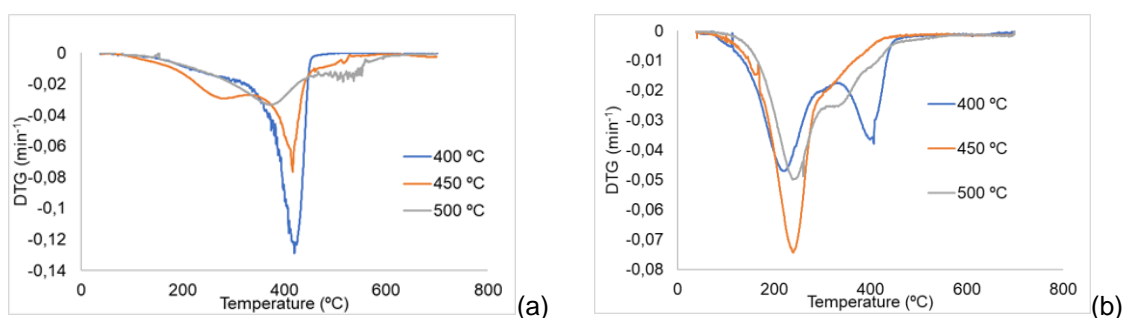 0
-0,02
-0,04
-0,06
-0,08
-0,1
-0,12
-0,14
DTG (min-1)
400 ºC
450 ºC
500 ºC
0 200 400 600 800
Temperature (ºC)
(a)
0
-0,01
-0,02
-0,03
-0,04
-0,05
-0,06
-0,07
-0,08
DTG (min-1)
400 ºC
450 ºC
500 ºC
0 200 400 600 800
Temperature (ºC)
(b)